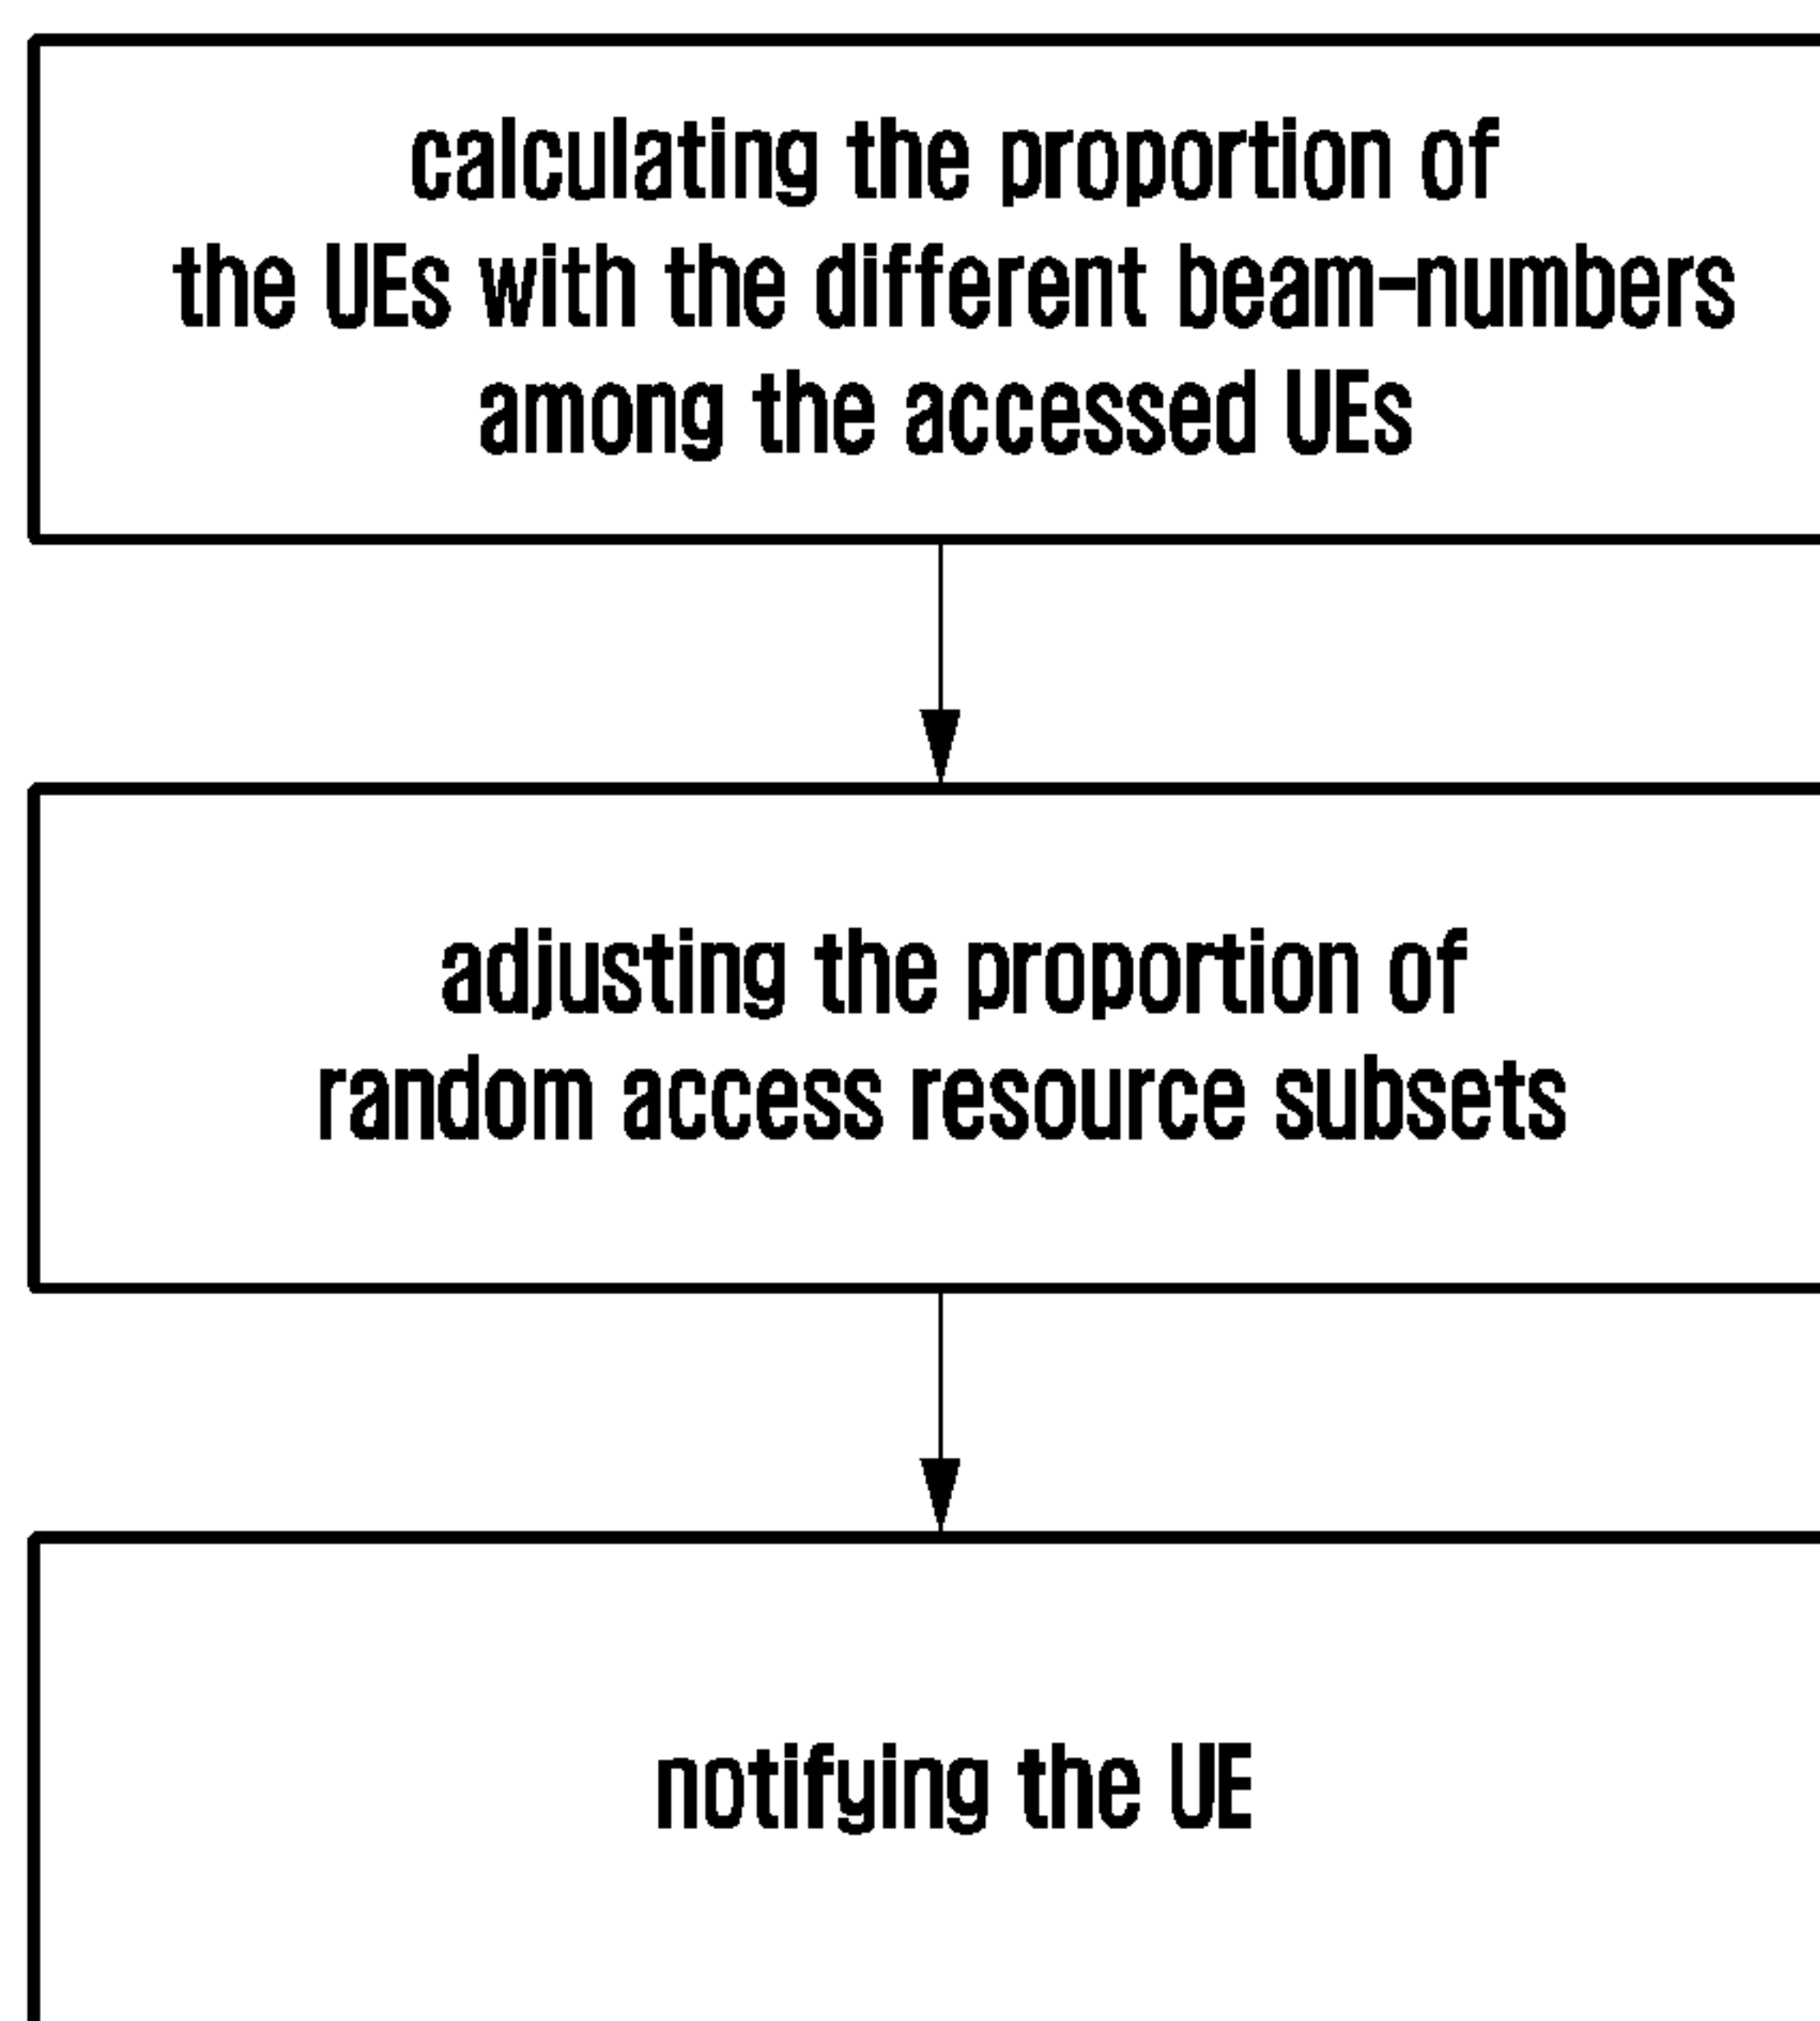 calculating the proportion of
the UEs with the different beam-numbers
among the accessed UEs
adjusting the proportion of
random access resource subsets
notifying the UE